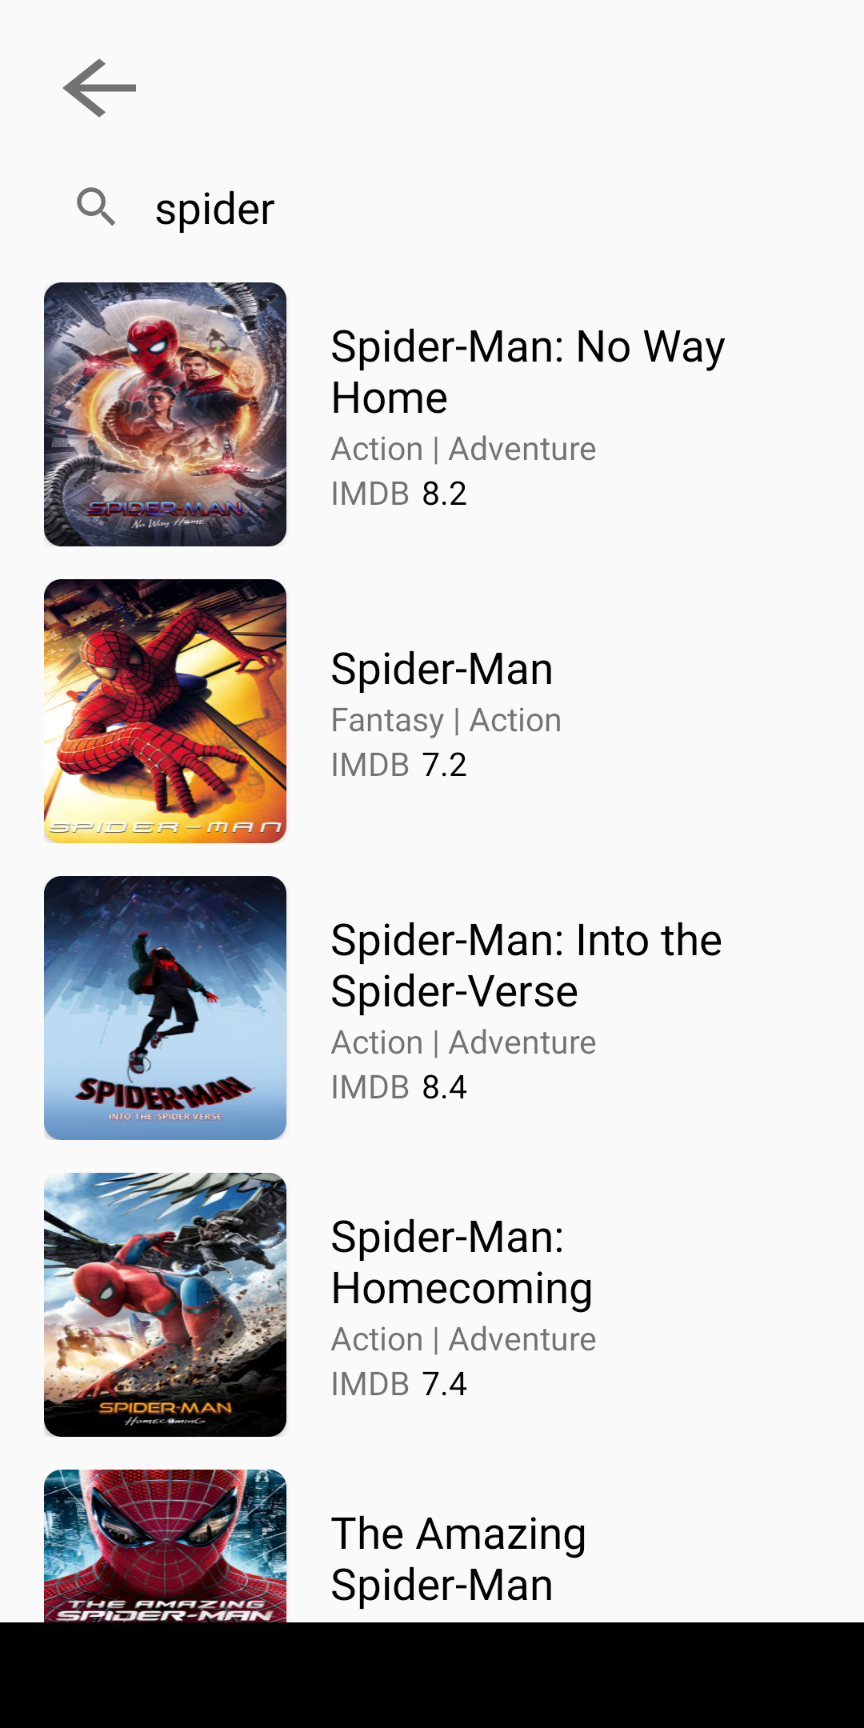 spider
SPIDER-MAN
No Way Home
Spider-Man: No Way
Home
Action | Adventure
IMDB 8.2
SPIDER-MAN
Spider-Man
Fantasy | Action
IMDB 7.2
SPIDER-MAN
INTO THE SPIDER-VERSE
Spider-Man: Into the
Spider-Verse
Action | Adventure
IMDB 8.4
SPIDER-MAN
HOMECOMING
Spider-Man:
Homecoming
Action | Adventure
IMDB 7.4
THE AMAZING
SPIDER-MAN
The Amazing
Spider-Man